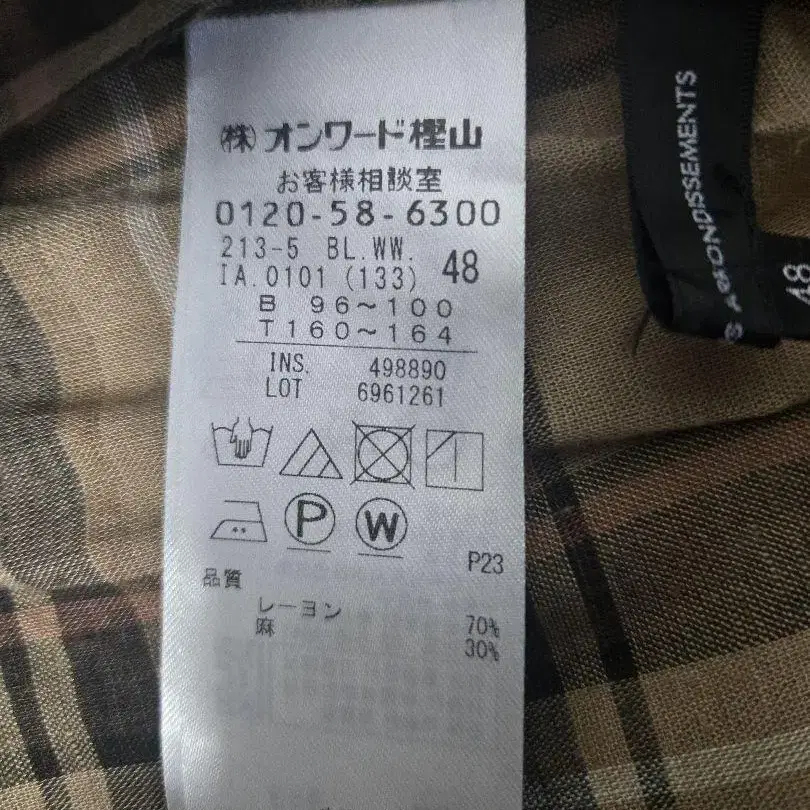 ㈱オンワード樫山
お客様相談室
0120-58-6300
213-5 BL.WW.
IA.0101 (133) 48
B 96～100
T 160～164
INS. 498890
LOT 6961261
P
W
P23
品質
レーヨン 70%
麻 30%
48